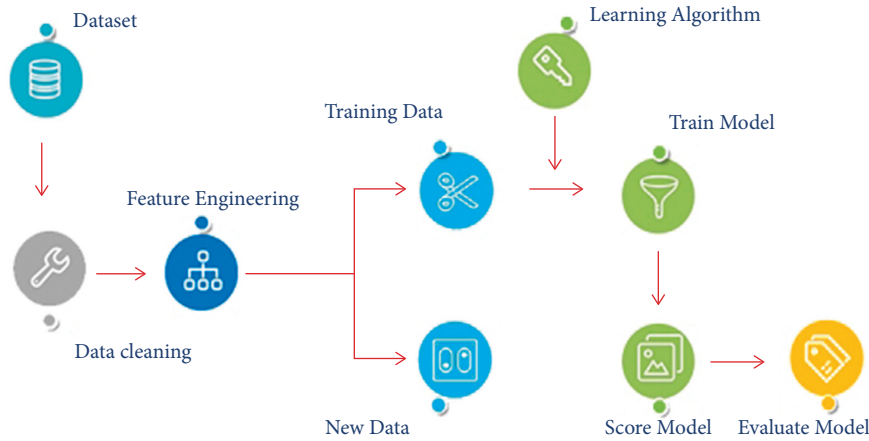 Dataset
Learning Algorithm
Training Data
Train Model
Feature Engineering
Data cleaning
New Data
Score Model
Evaluate Model